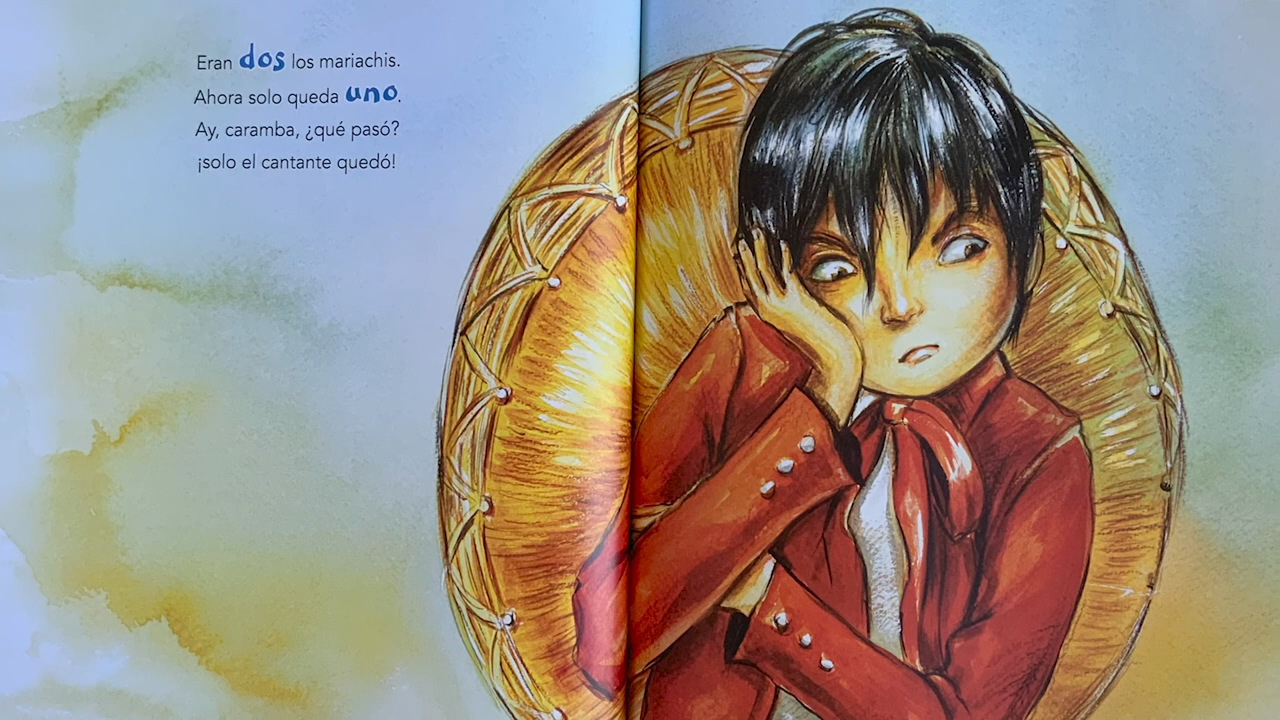 Eran dos los mariachis.
Ahora solo queda uno.
Ay, caramba, ¿qué pasó?
¡solo el cantante quedó!